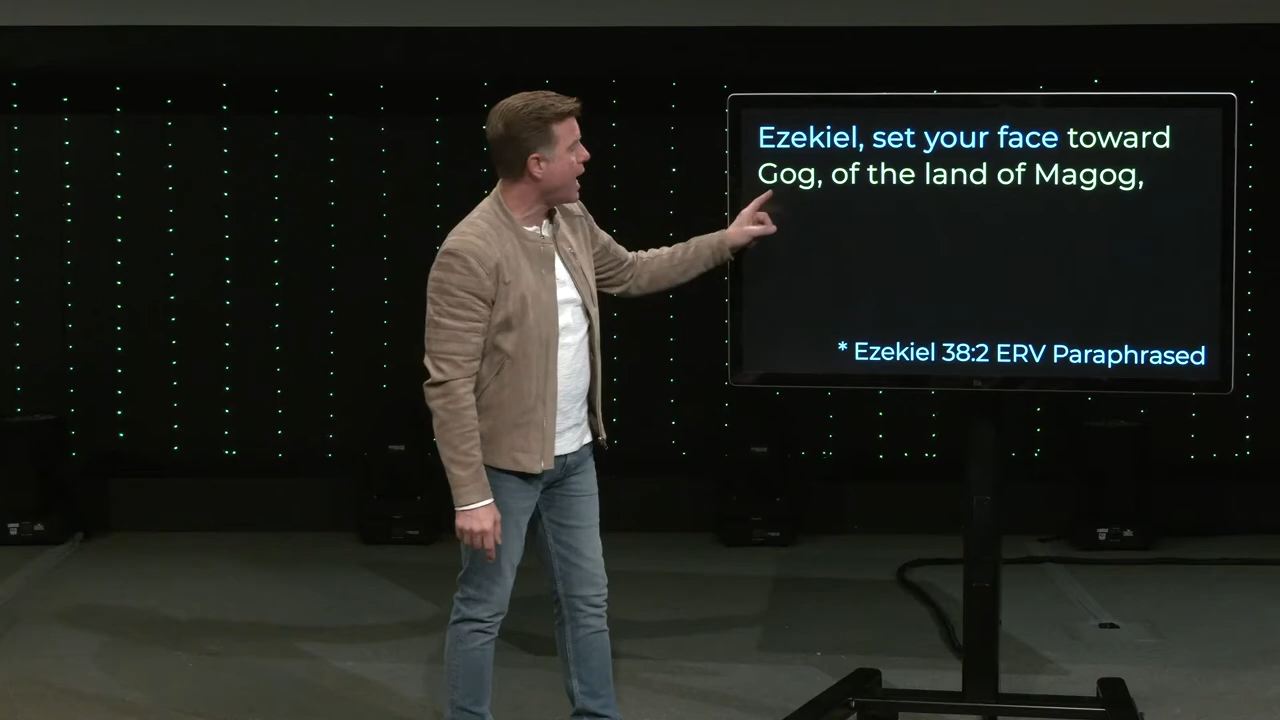 Ezekiel, set your face toward
Gog, of the land of Magog,
* Ezekiel 38:2 ERV Paraphrased